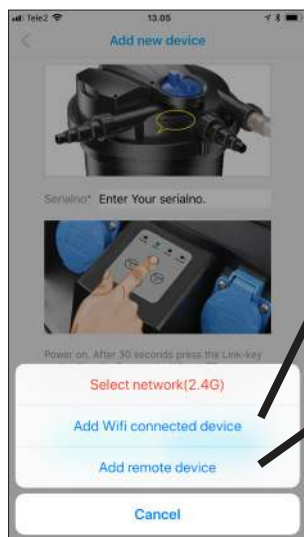 Tele2
13.05
Add new device
Serialno* Enter Your serialno.
Power on. After 30 seconds press the Link-key
Select network(2.4G)
Add Wifi connected device
Add remote device
Cancel